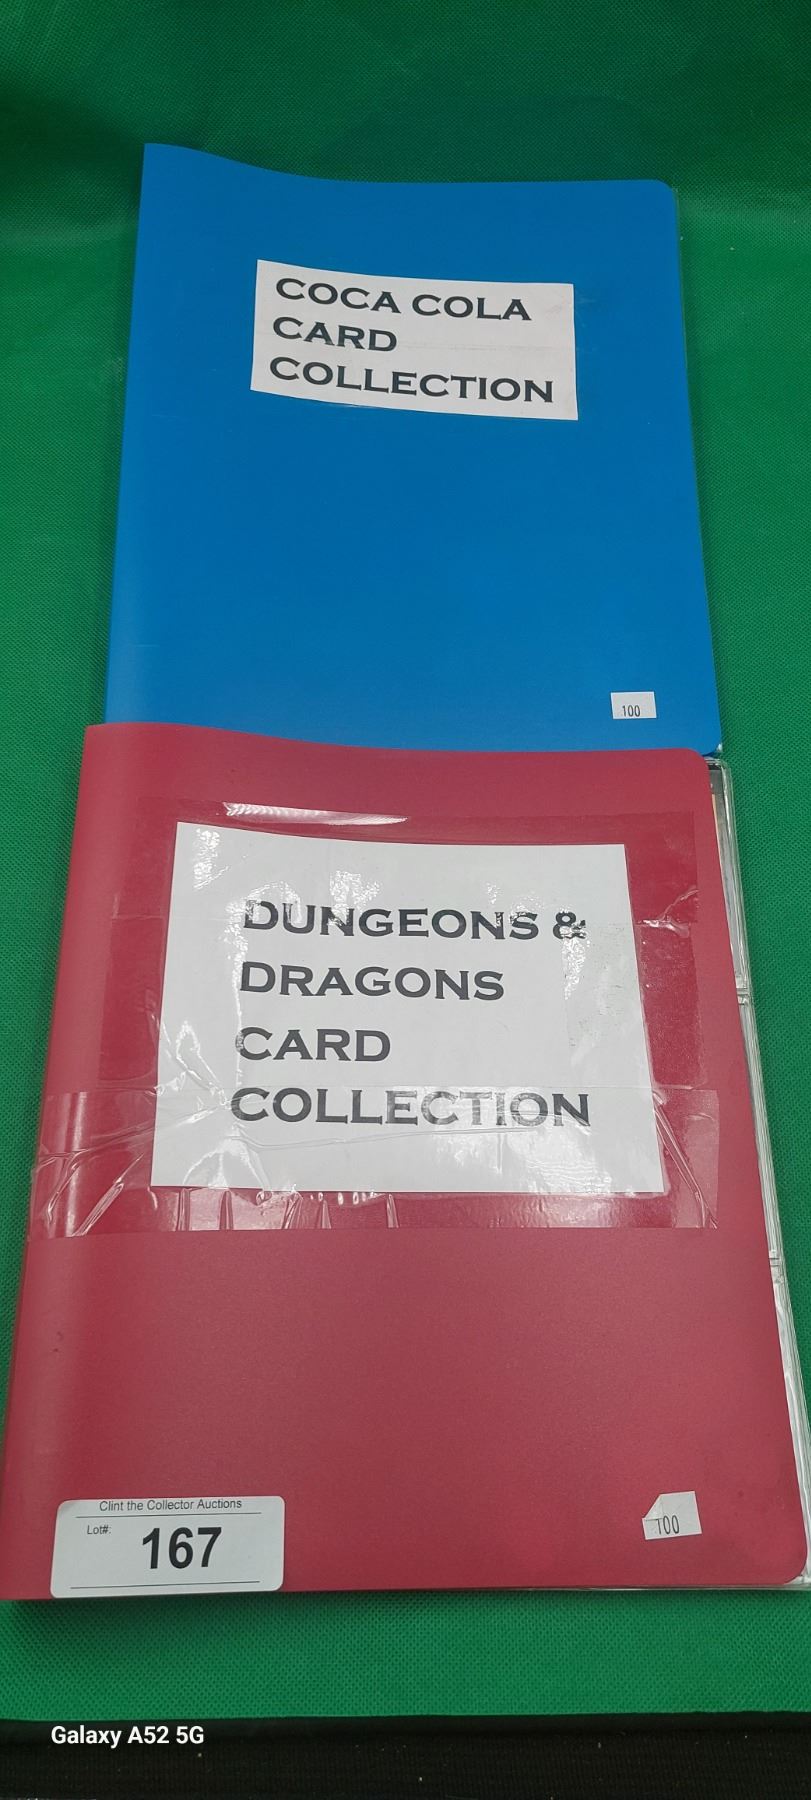 COCA COLA
CARD
COLLECTION
100
DUNGEONS &
DRAGONS
CARD
COLLECTION
100
Clint the Collector Auctions
Lot#:
167
Galaxy A52 5G